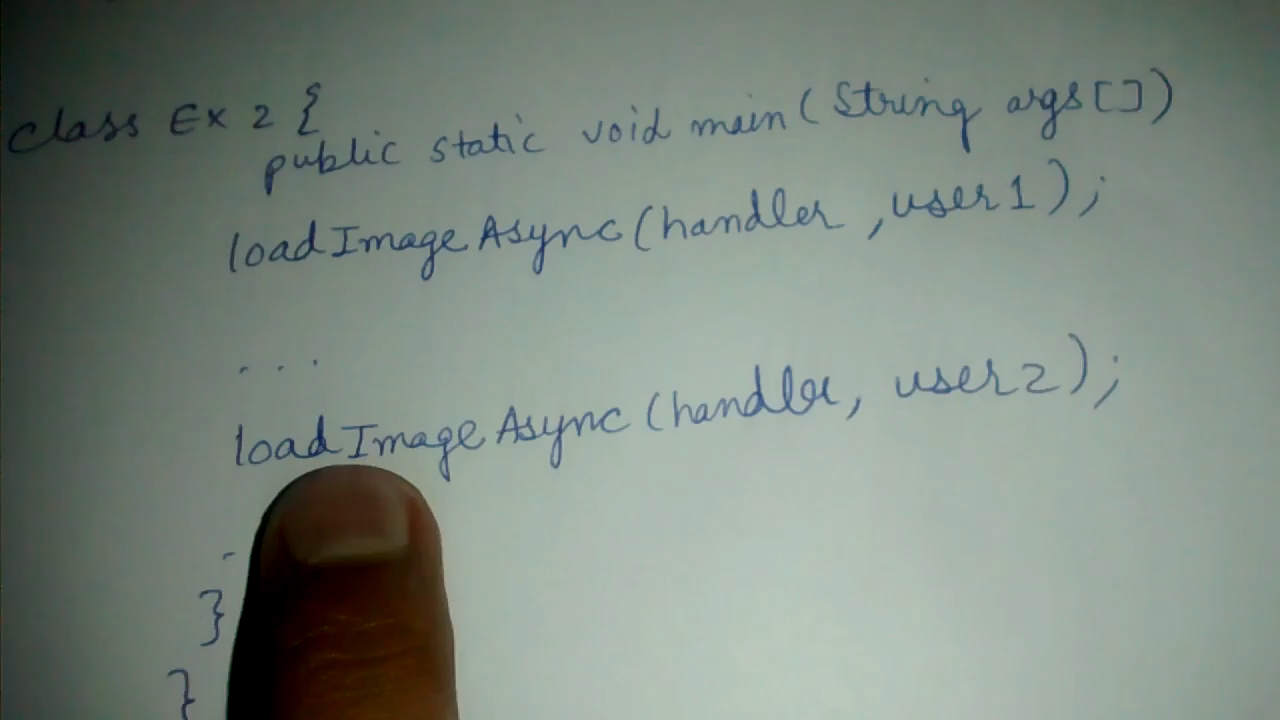 class Ex 2 {
public static void main(String args[])
loadImageAsync(handler ,user1);
...
loadImageAsync(handler, user2);
.
}
}